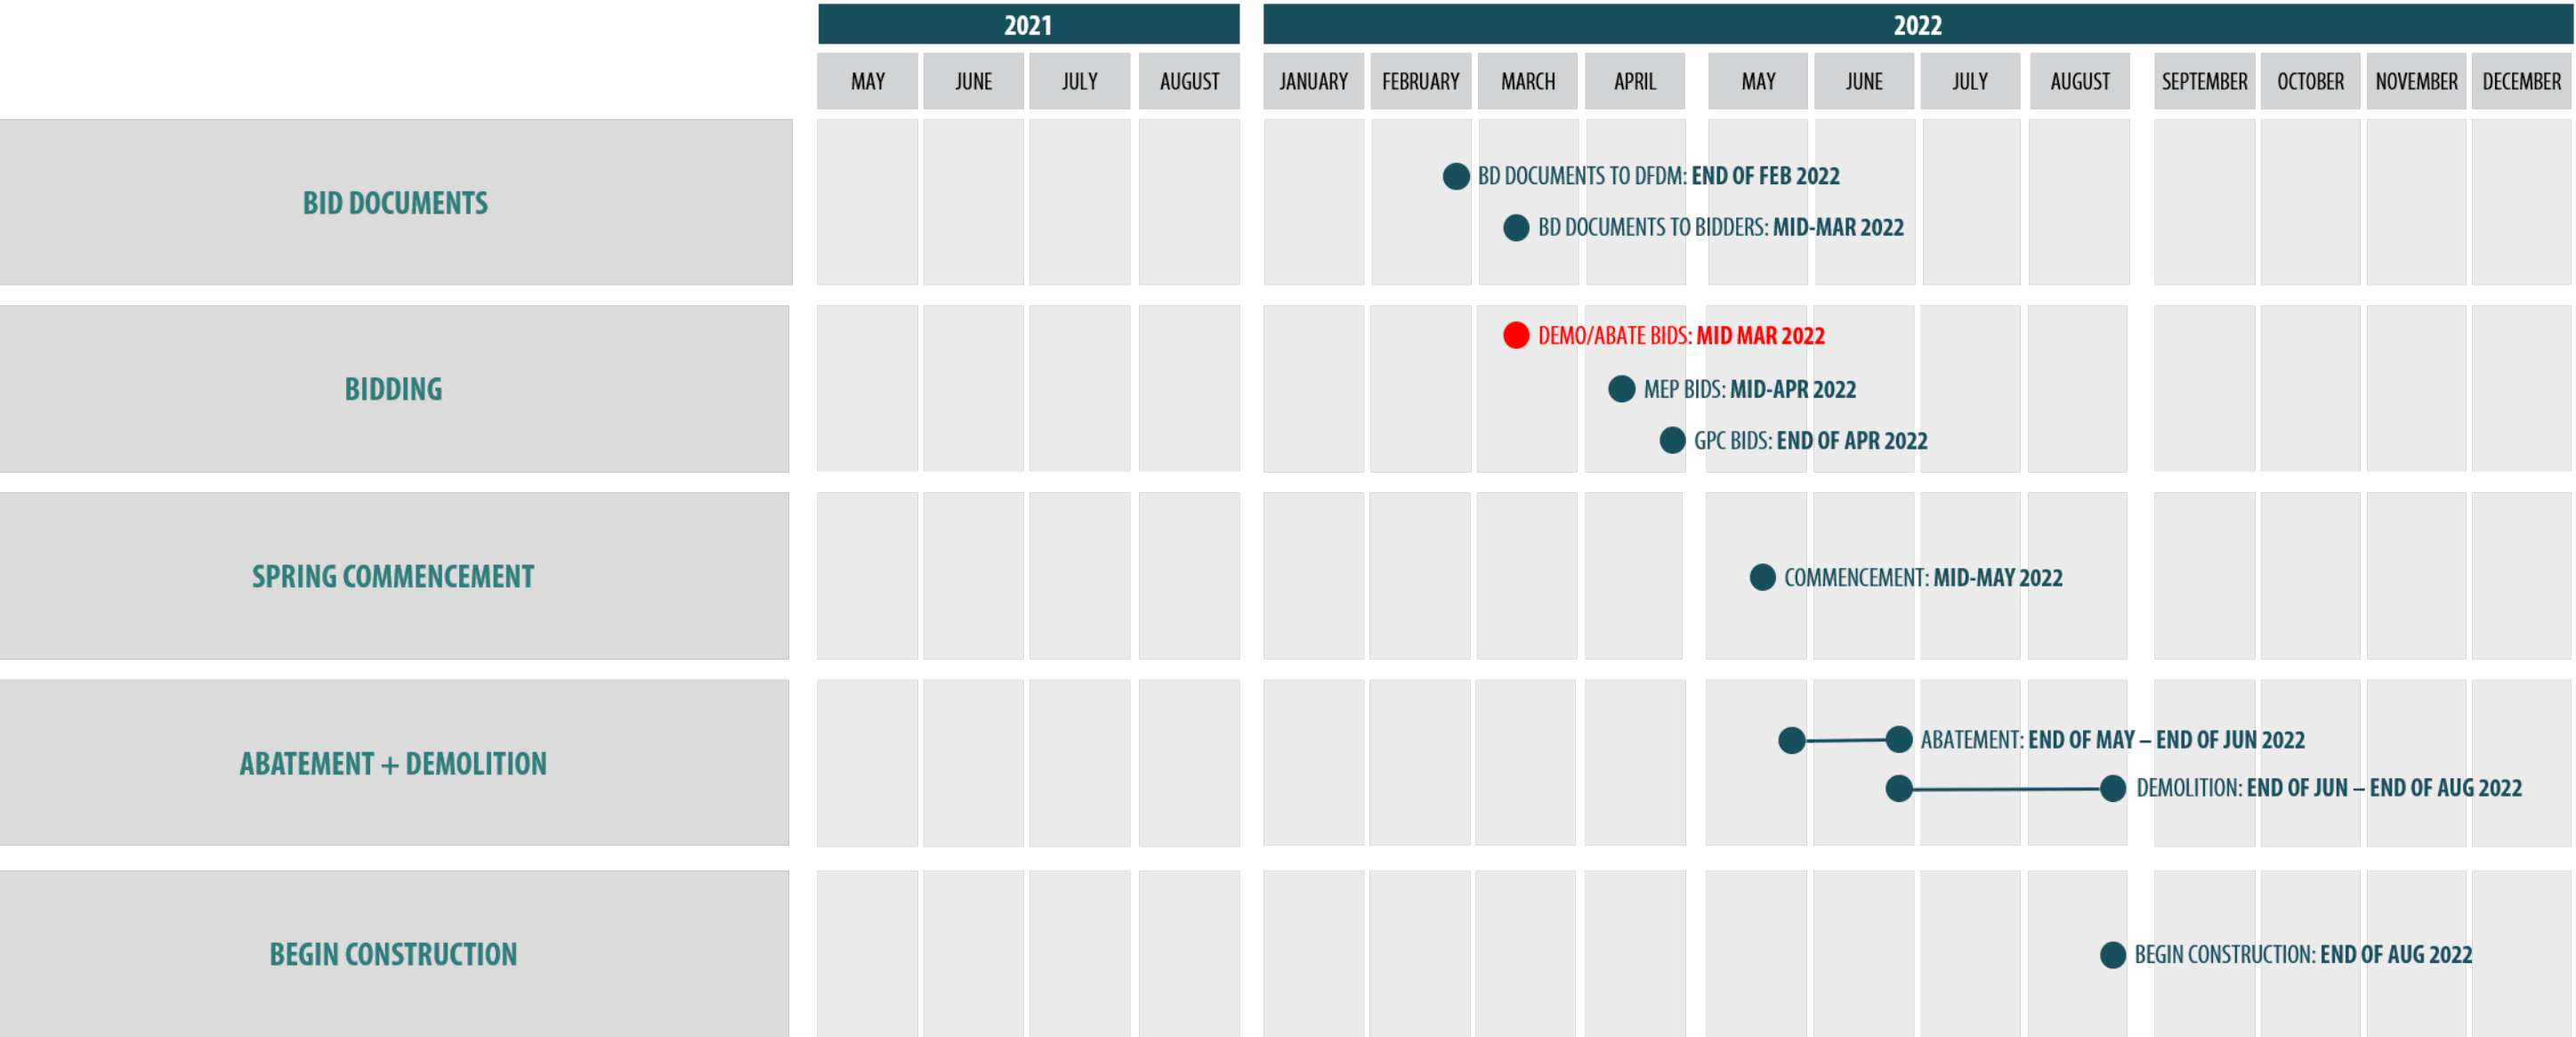 2021 2022
MAY JUNE JULY AUGUST JANUARY FEBRUARY MARCH APRIL MAY JUNE JULY AUGUST SEPTEMBER OCTOBER NOVEMBER DECEMBER
BID DOCUMENTS
BD DOCUMENTS TO DFDM: END OF FEB 2022
BD DOCUMENTS TO BIDDERS: MID-MAR 2022
BIDDING
DEMO/ABATE BIDS: MID MAR 2022
MEP BIDS: MID-APR 2022
GPC BIDS: END OF APR 2022
SPRING COMMENCEMENT
COMMENCEMENT: MID-MAY 2022
ABATEMENT + DEMOLITION
ABATEMENT: END OF MAY – END OF JUN 2022
DEMOLITION: END OF JUN – END OF AUG 2022
BEGIN CONSTRUCTION
BEGIN CONSTRUCTION: END OF AUG 2022